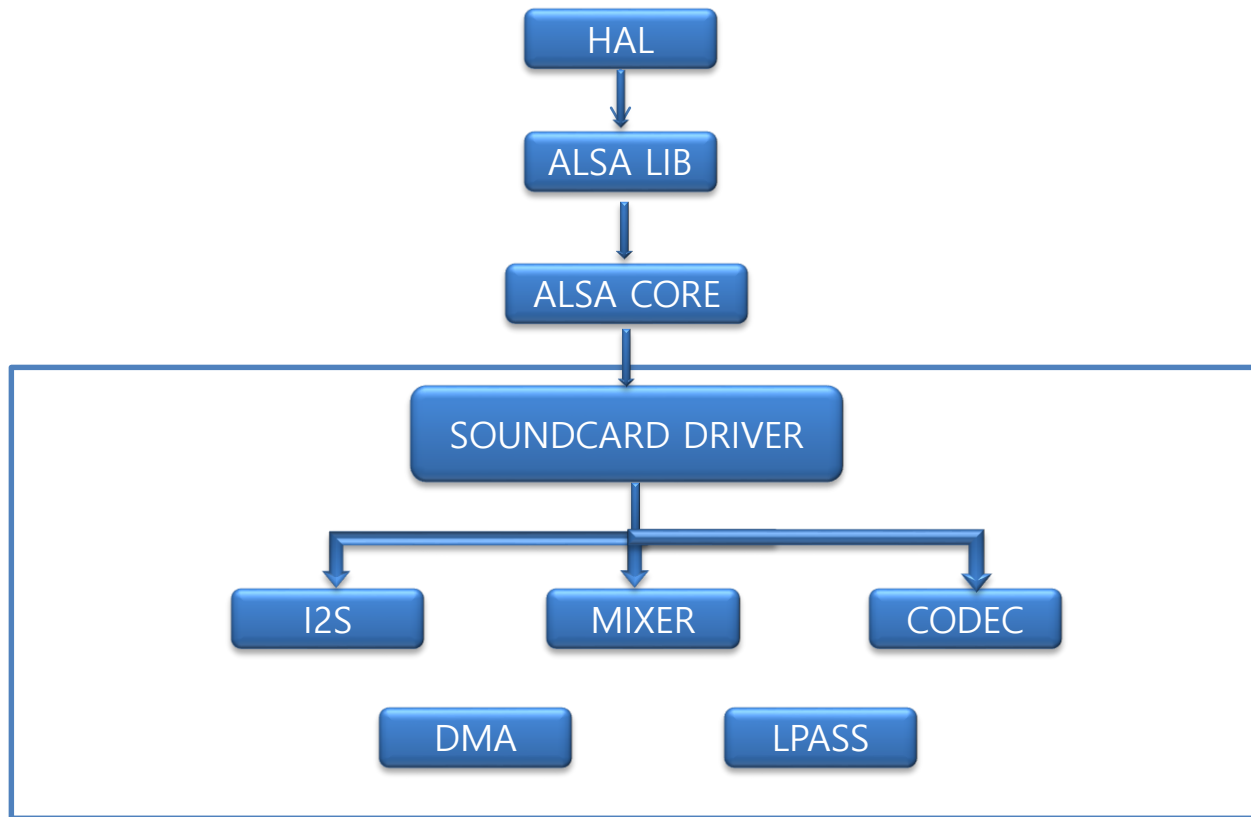 HAL
ALSA LIB
ALSA CORE
SOUNDCARD DRIVER
I2S
MIXER
CODEC
DMA
LPASS